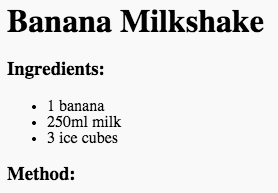 Banana Milkshake
Ingredients:
• 1 banana
• 250ml milk
• 3 ice cubes
Method: